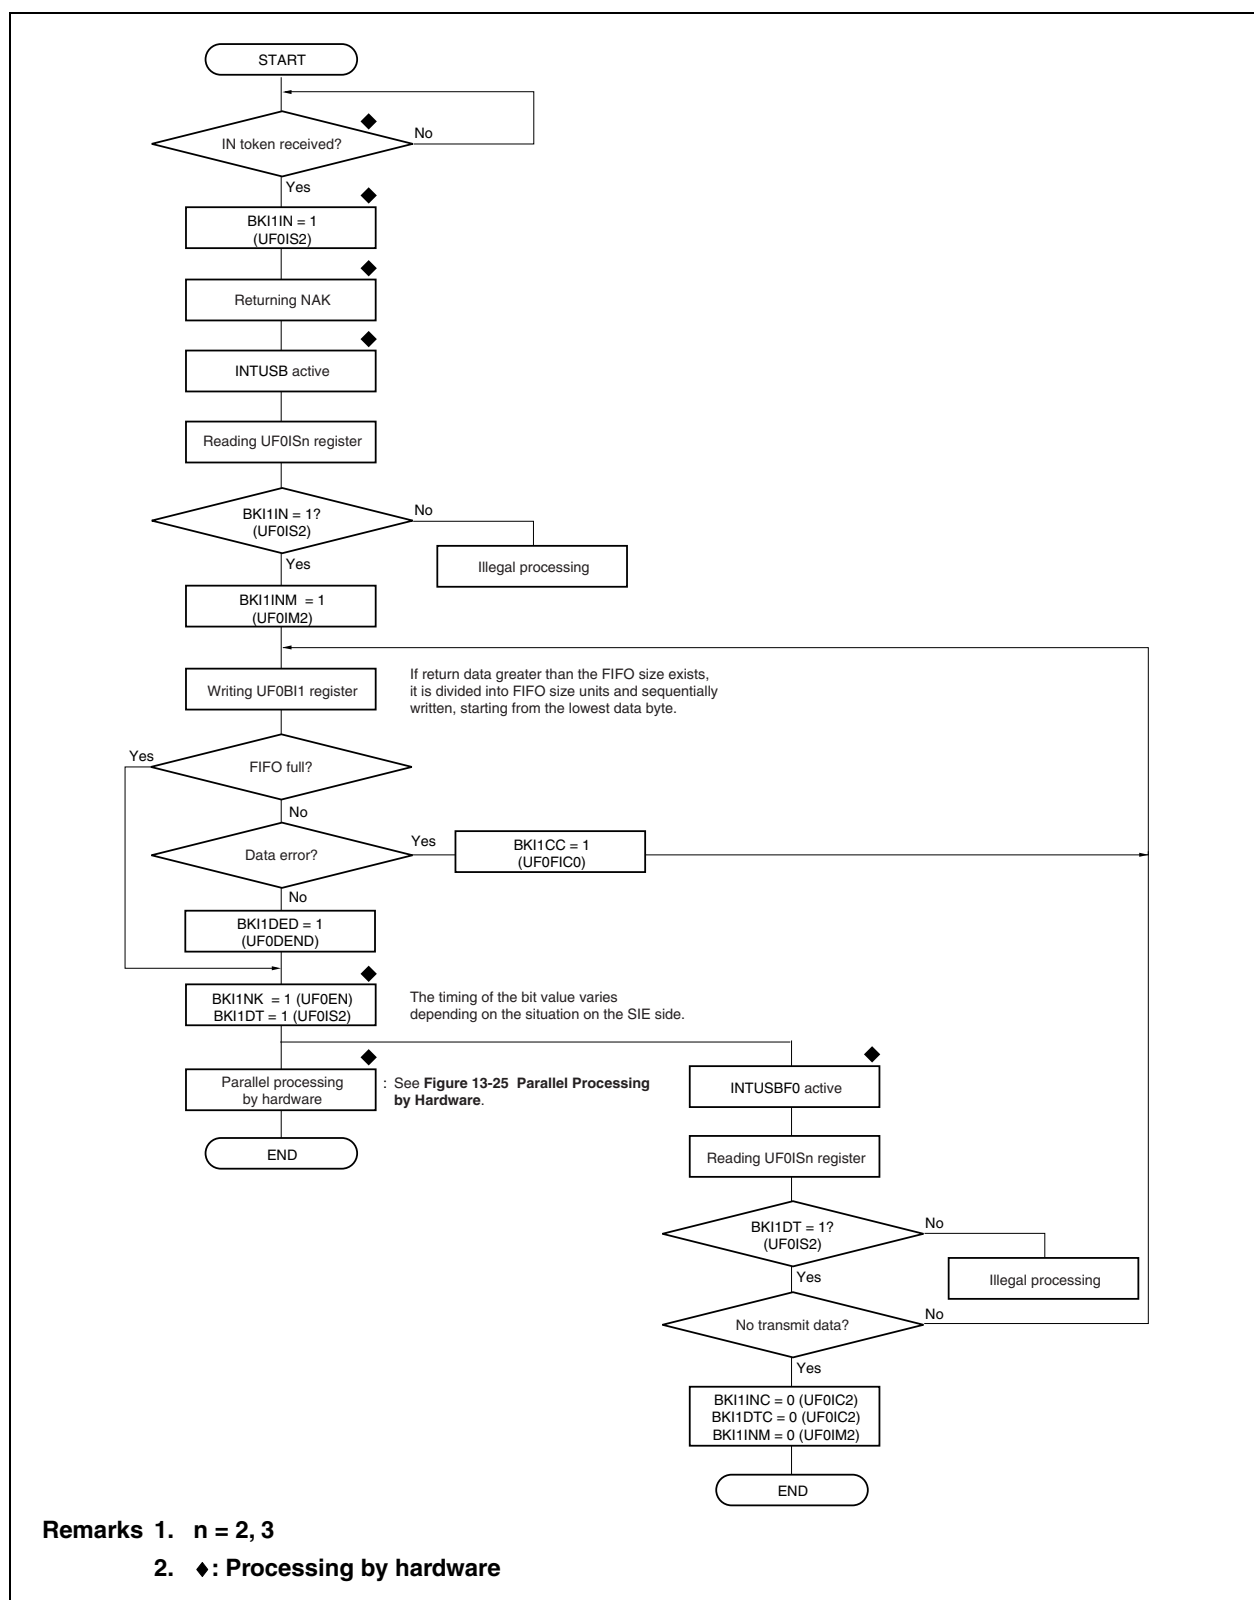 START
IN token received?
No
Yes
BKI1IN = 1
(UF0IS2)
Returning NAK
INTUSB active
Reading UF0ISn register
BKI1IN = 1?
(UF0IS2)
No
Illegal processing
Yes
BKI1INM = 1
(UF0IM2)
Writing UF0BI1 register
If return data greater than the FIFO size exists,
it is divided into FIFO size units and sequentially
written, starting from the lowest data byte.
Yes
FIFO full?
No
Data error?
Yes
BKI1CC = 1
(UF0FIC0)
No
BKI1DED = 1
(UF0DEND)
BKI1NK = 1 (UF0EN)
BKI1DT = 1 (UF0IS2)
The timing of the bit value varies
depending on the situation on the SIE side.
Parallel processing
by hardware
: See Figure 13-25 Parallel Processing
by Hardware.
END
INTUSBF0 active
Reading UF0ISn register
BKI1DT = 1?
(UF0IS2)
No
Illegal processing
Yes
No transmit data?
No
Yes
BKI1INC = 0 (UF0IC2)
BKI1DTC = 0 (UF0IC2)
BKI1INM = 0 (UF0IM2)
END
Remarks 1. n = 2, 3
2. ◆: Processing by hardware